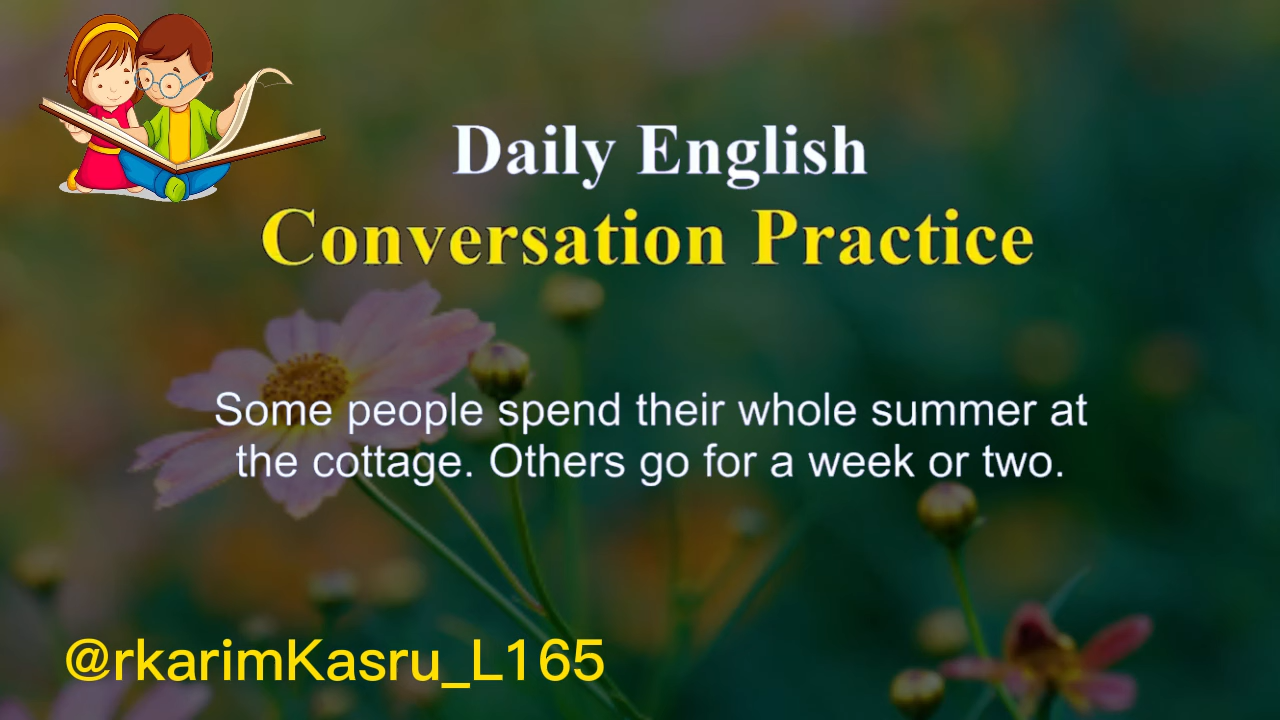 Daily English
Conversation Practice
Some people spend their whole summer at
the cottage. Others go for a week or two.
@rkarimKasru_L165